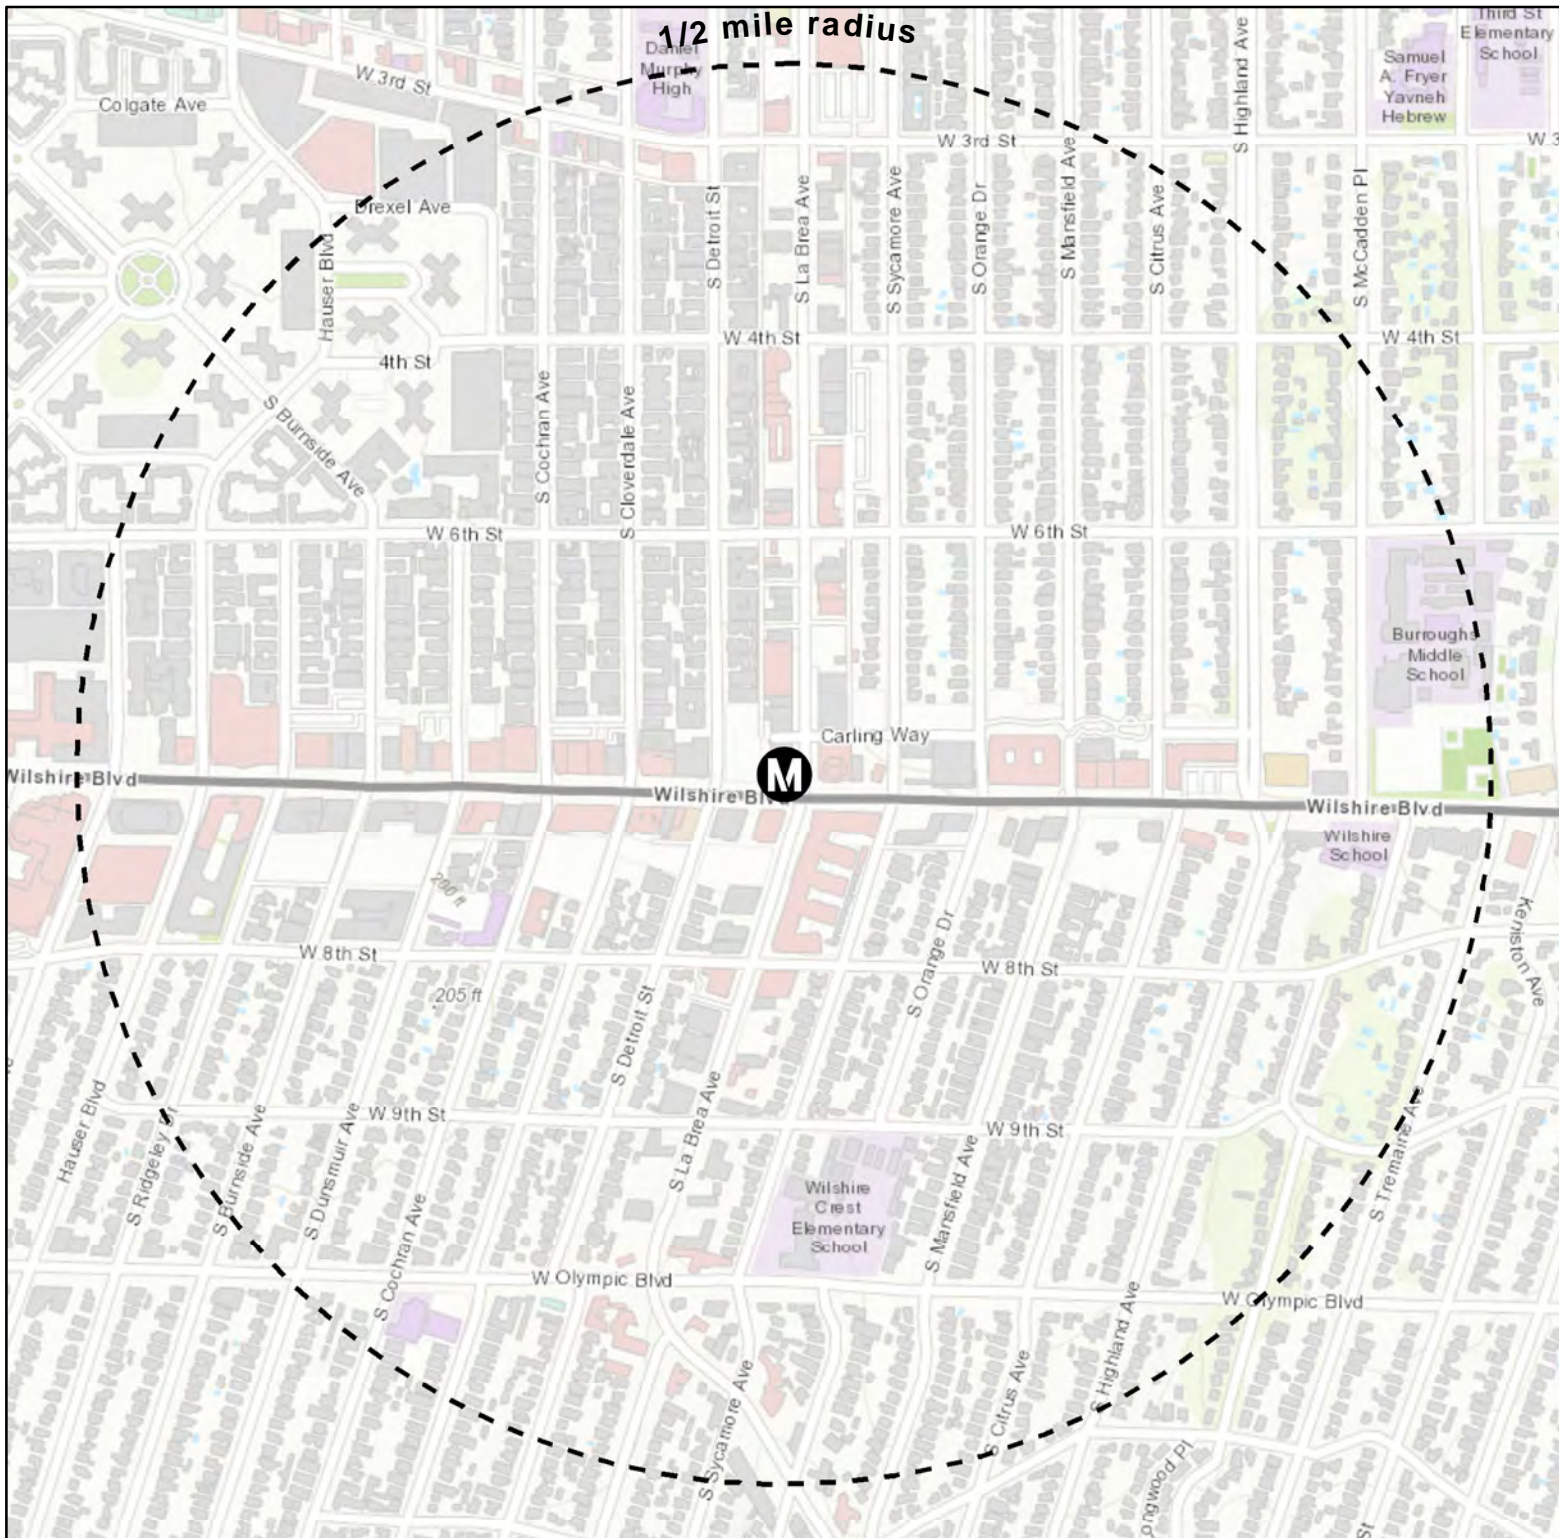 1/2 mile radius
Daniel
Murphy
High
Third St
Elementary
School
Samuel
A. Fryer
Yavneh
Hebrew
S Highland Ave
W 3rd St
Colgate Ave
W 3rd St
W 3
Drexel Ave
Hauser Blvd
S Detroit St
S La Brea Ave
S Sycamore Ave
S Orange Dr
S Mansfield Ave
S Citrus Ave
S McCadden Pl
W 4th St
W 4th St
4th St
S Burnside Ave
S Cochran Ave
S Cloverdale Ave
W 6th St
W 6th St
Burroughs
Middle
School
Carling Way
M
Wilshire Blvd
Wilshire Blvd
Wilshire Blvd
Wilshire
School
200 ft
Keniston Ave
S Orange Dr
W 8th St
W 8th St
205 ft
S Detroit St
Hauser Blvd
S Ridgeley Dr
S Burnside Ave
S Dunsmuir Ave
W 9th St
S La Brea Ave
W 9th St
S Tremaine Ave
S Cochran Ave
Wilshire
Crest
Elementary
School
S Mansfield Ave
W Olympic Blvd
W Olympic Blvd
S Highland Ave
S Citrus Ave
S Sycamore Ave
ongwood Pl
St